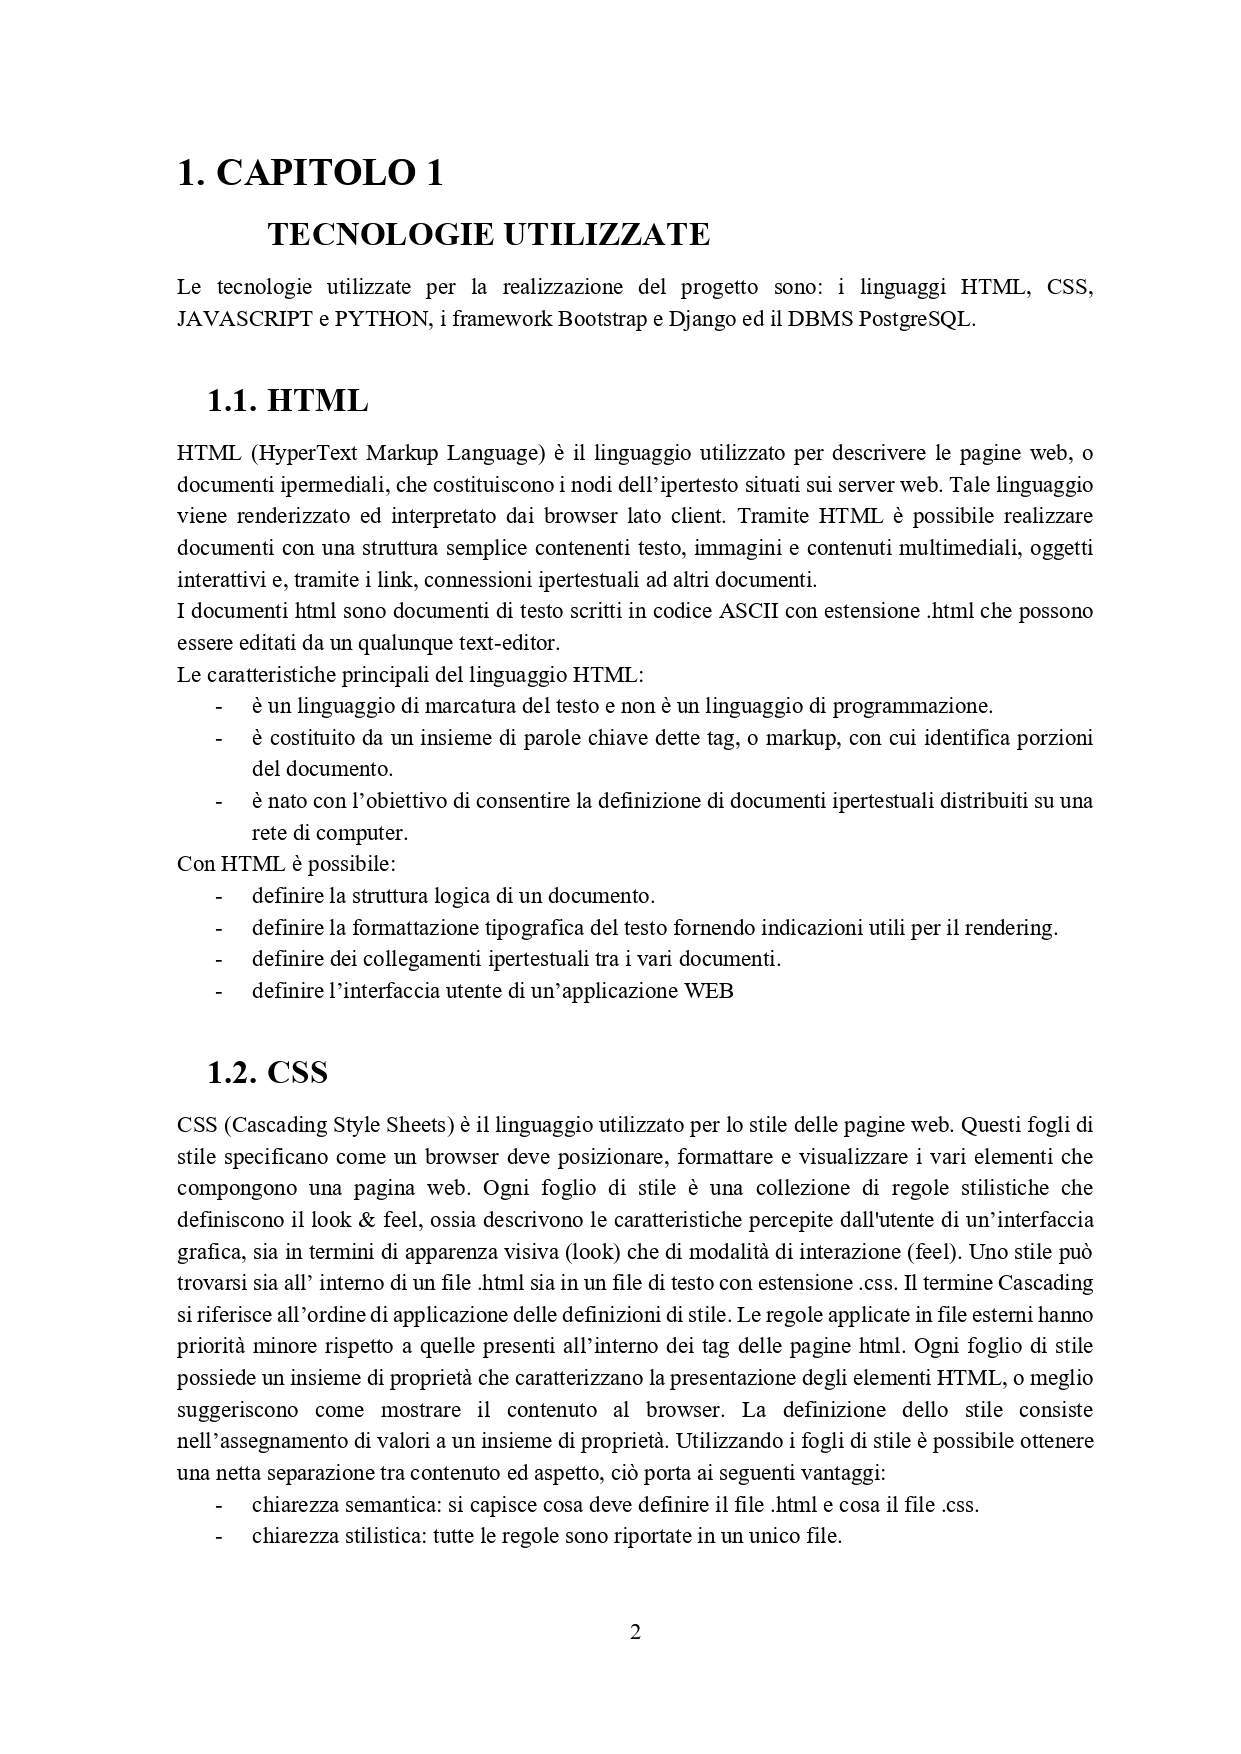 1. CAPITOLO 1
TECNOLOGIE UTILIZZATE
Le tecnologie utilizzate per la realizzazione del progetto sono: i linguaggi HTML, CSS,
JAVASCRIPT e PYTHON, i framework Bootstrap e Django ed il DBMS PostgreSQL.
1.1. HTML
HTML (HyperText Markup Language) è il linguaggio utilizzato per descrivere le pagine web, o
documenti ipermediali, che costituiscono i nodi dell’ipertesto situati sui server web. Tale linguaggio
viene renderizzato ed interpretato dai browser lato client. Tramite HTML è possibile realizzare
documenti con una struttura semplice contenenti testo, immagini e contenuti multimediali, oggetti
interattivi e, tramite i link, connessioni ipertestuali ad altri documenti.
I documenti html sono documenti di testo scritti in codice ASCII con estensione .html che possono
essere editati da un qualunque text-editor.
Le caratteristiche principali del linguaggio HTML:
- è un linguaggio di marcatura del testo e non è un linguaggio di programmazione.
- è costituito da un insieme di parole chiave dette tag, o markup, con cui identifica porzioni
del documento.
- è nato con l’obiettivo di consentire la definizione di documenti ipertestuali distribuiti su una
rete di computer.
Con HTML è possibile:
- definire la struttura logica di un documento.
- definire la formattazione tipografica del testo fornendo indicazioni utili per il rendering.
- definire dei collegamenti ipertestuali tra i vari documenti.
- definire l’interfaccia utente di un’applicazione WEB
1.2. CSS
CSS (Cascading Style Sheets) è il linguaggio utilizzato per lo stile delle pagine web. Questi fogli di
stile specificano come un browser deve posizionare, formattare e visualizzare i vari elementi che
compongono una pagina web. Ogni foglio di stile è una collezione di regole stilistiche che
definiscono il look & feel, ossia descrivono le caratteristiche percepite dall'utente di un’interfaccia
grafica, sia in termini di apparenza visiva (look) che di modalità di interazione (feel). Uno stile può
trovarsi sia all’ interno di un file .html sia in un file di testo con estensione .css. Il termine Cascading
si riferisce all’ordine di applicazione delle definizioni di stile. Le regole applicate in file esterni hanno
priorità minore rispetto a quelle presenti all’interno dei tag delle pagine html. Ogni foglio di stile
possiede un insieme di proprietà che caratterizzano la presentazione degli elementi HTML, o meglio
suggeriscono come mostrare il contenuto al browser. La definizione dello stile consiste
nell’assegnamento di valori a un insieme di proprietà. Utilizzando i fogli di stile è possibile ottenere
una netta separazione tra contenuto ed aspetto, ciò porta ai seguenti vantaggi:
- chiarezza semantica: si capisce cosa deve definire il file .html e cosa il file .css.
- chiarezza stilistica: tutte le regole sono riportate in un unico file.
2